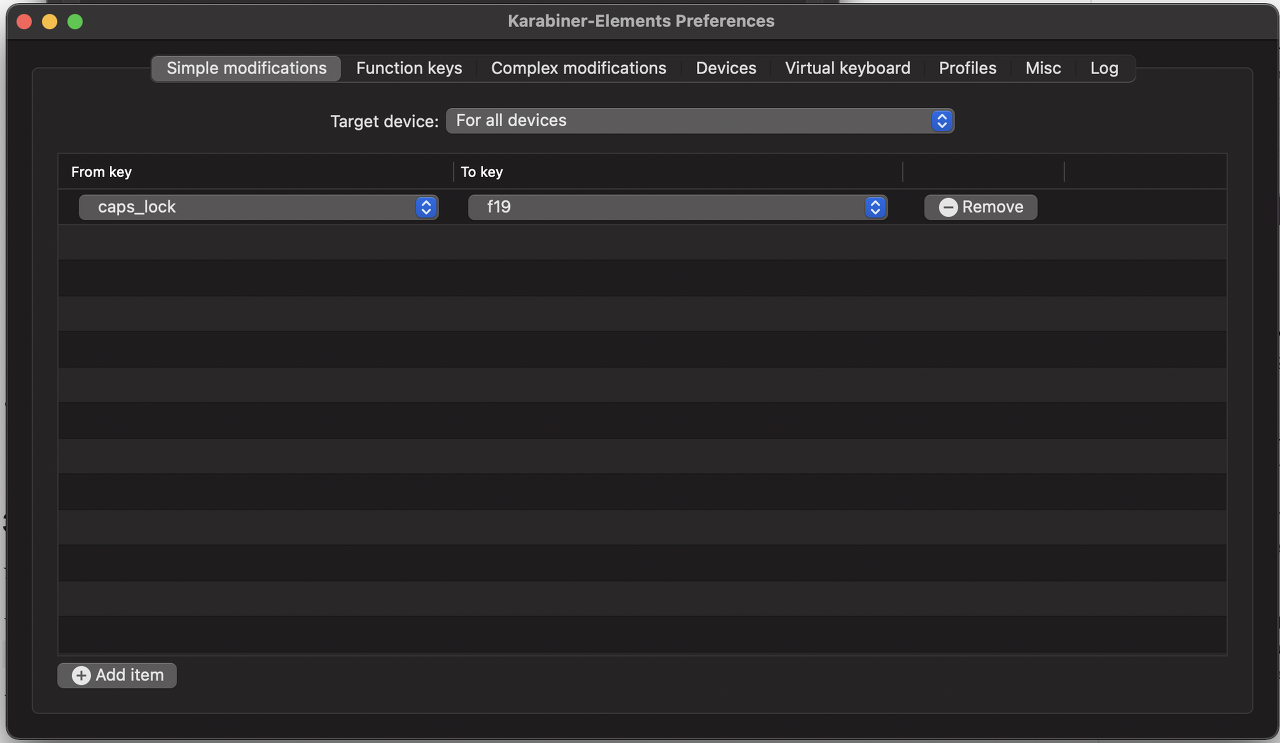 Karabiner-Elements Preferences
Simple modifications Function keys Complex modifications Devices Virtual keyboard Profiles Misc Log
Target device: For all devices
From key To key
caps_lock f19 Remove
Add item